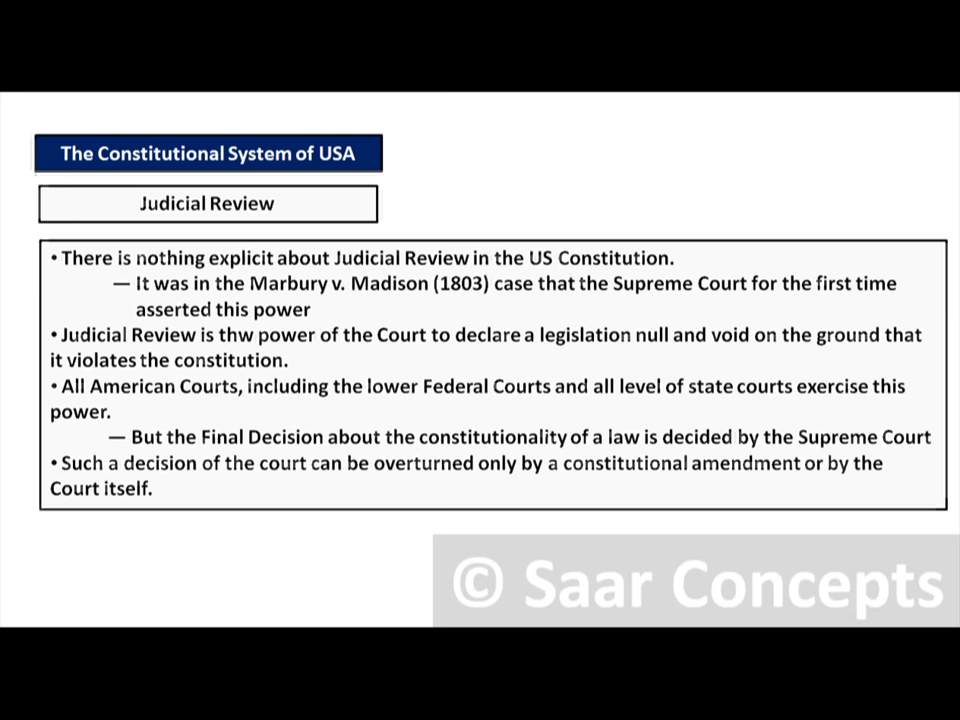 The Constitutional System of USA
Judicial Review
• There is nothing explicit about Judicial Review in the US Constitution.
— It was in the Marbury v. Madison (1803) case that the Supreme Court for the first time
asserted this power
• Judicial Review is thw power of the Court to declare a legislation null and void on the ground that
it violates the constitution.
• All American Courts, including the lower Federal Courts and all level of state courts exercise this
power.
— But the Final Decision about the constitutionality of a law is decided by the Supreme Court
• Such a decision of the court can be overturned only by a constitutional amendment or by the
Court itself.
© Saar Concepts